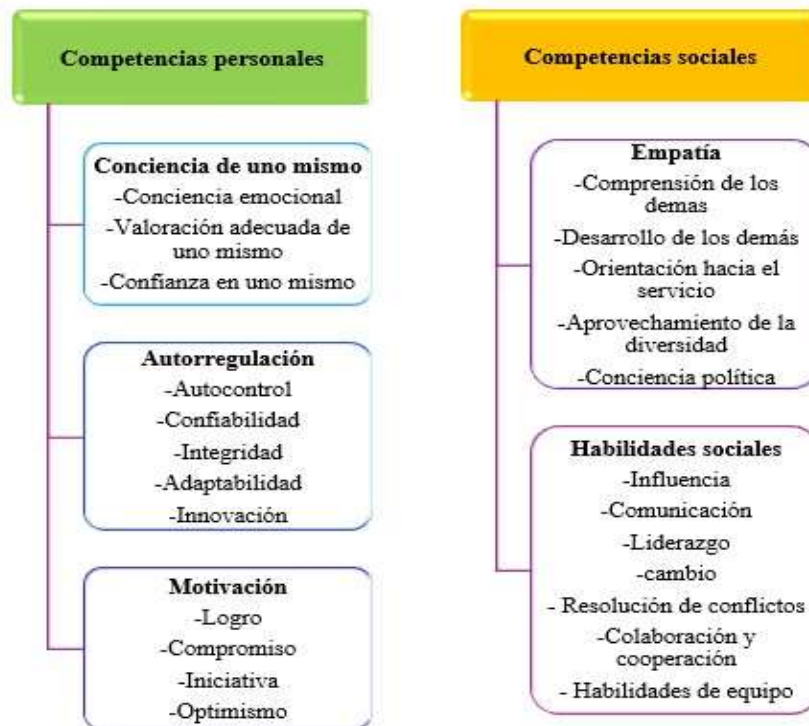 Competencias personales
Conciencia de uno mismo
-Conciencia emocional
-Valoración adecuada de
uno mismo
-Confianza en uno mismo
Autorregulación
-Autocontrol
-Confiabilidad
-Integridad
-Adaptabilidad
-Innovación
Motivación
-Logro
-Compromiso
-Iniciativa
-Optimismo
Competencias sociales
Empatía
-Comprensión de los
demas
-Desarrollo de los demás
-Orientación hacia el
servicio
-Aprovechamiento de la
diversidad
-Conciencia política
Habilidades sociales
-Influencia
-Comunicación
-Liderazgo
-cambio
- Resolución de conflictos
-Colaboración y
cooperación
- Habilidades de equipo